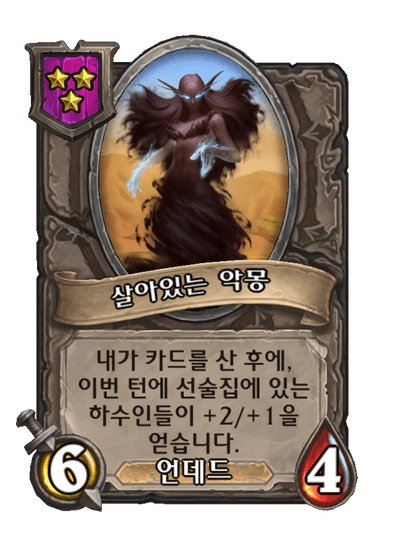 살아있는 악몽
내가 카드를 산 후에,
이번 턴에 선술집에 있는
하수인들이 +2/+1을
얻습니다.
언데드
6
4